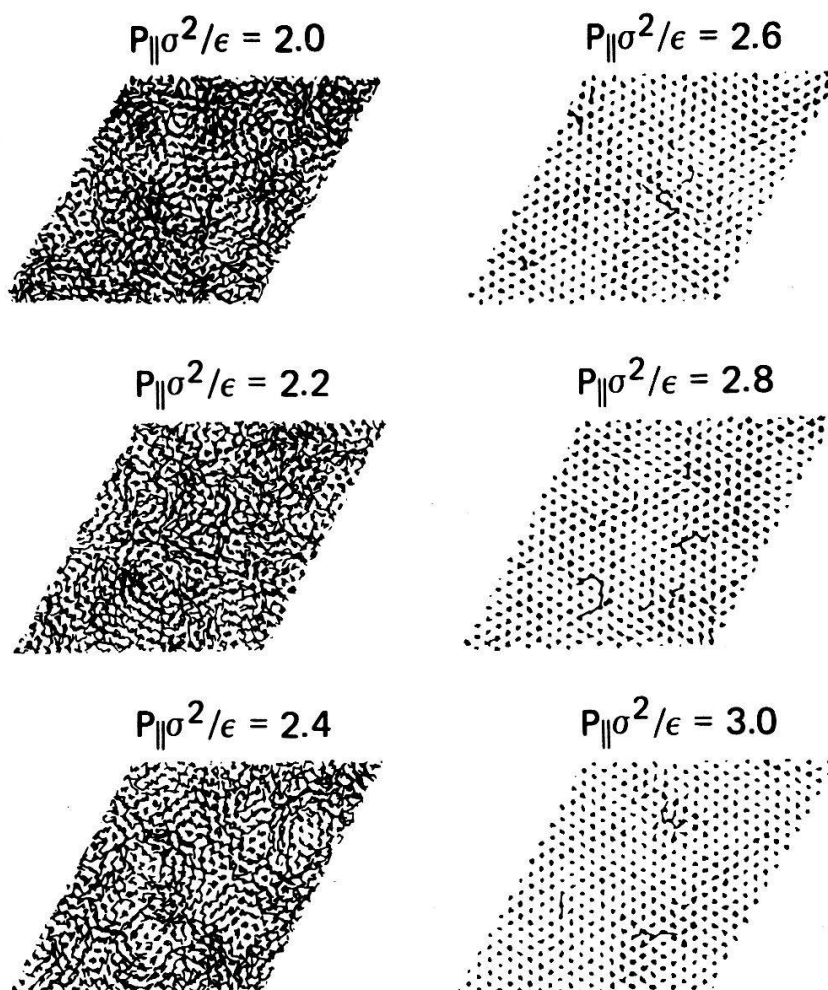 P∥σ²/ϵ = 2.0
P∥σ²/ϵ = 2.6
P∥σ²/ϵ = 2.2
P∥σ²/ϵ = 2.8
P∥σ²/ϵ = 2.4
P∥σ²/ϵ = 3.0